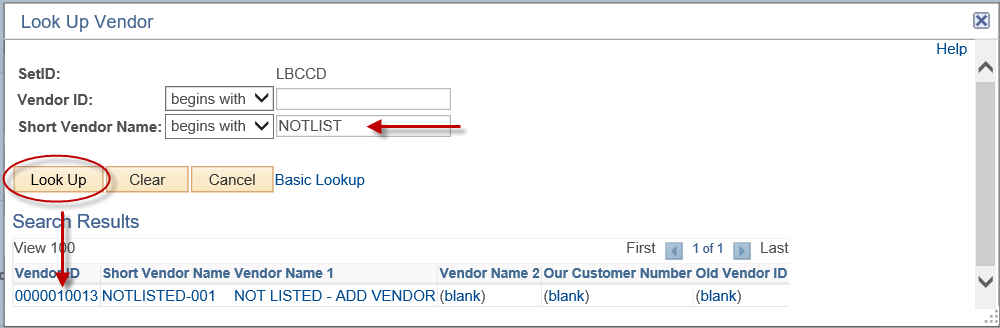 Look Up Vendor
Help
SetID: LBCCD
Vendor ID: begins with
Short Vendor Name: begins with NOTLIST
Look Up Clear Cancel Basic Lookup
Search Results
View 100 First 1 of 1 Last
Vendor ID Short Vendor Name Vendor Name 1 Vendor Name 2 Our Customer Number Old Vendor ID
0000010013 NOTLISTED-001 NOT LISTED - ADD VENDOR (blank) (blank) (blank)